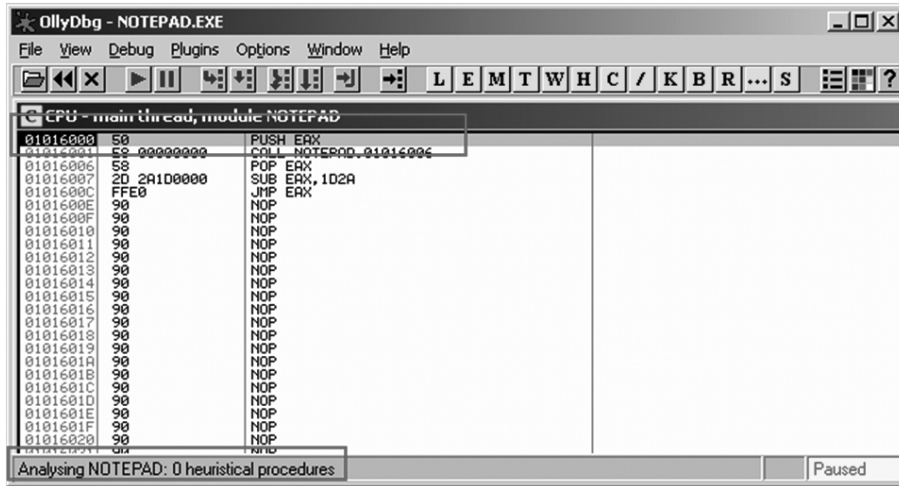 OllyDbg - NOTEPAD.EXE
File View Debug Plugins Options Window Help
L E M T W H C / K B R ... S ?
C CPU - main thread, module NOTEPAD
01016000 50 PUSH EAX
01016001 E8 00000000 CALL NOTEPAD.01016006
01016006 58 POP EAX
01016007 2D 2A1D0000 SUB EAX,1D2A
0101600C FFE0 JMP EAX
0101600E 90 NOP
0101600F 90 NOP
01016010 90 NOP
01016011 90 NOP
01016012 90 NOP
01016013 90 NOP
01016014 90 NOP
01016015 90 NOP
01016016 90 NOP
01016017 90 NOP
01016018 90 NOP
01016019 90 NOP
0101601A 90 NOP
0101601B 90 NOP
0101601C 90 NOP
0101601D 90 NOP
0101601E 90 NOP
0101601F 90 NOP
01016020 90 NOP
01016021 90 NOP
Analysing NOTEPAD: 0 heuristical procedures Paused